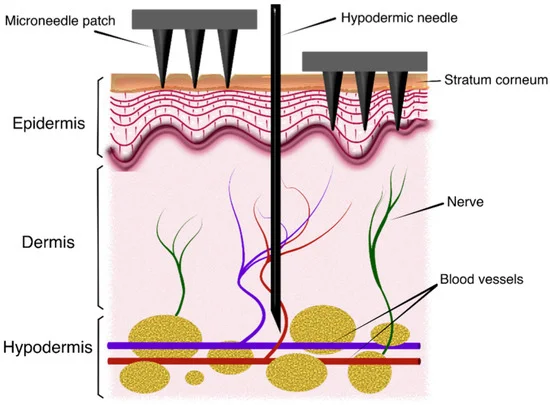 Microneedle patch
Hypodermic needle
Stratum corneum
Epidermis
Dermis
Nerve
Blood vessels
Hypodermis